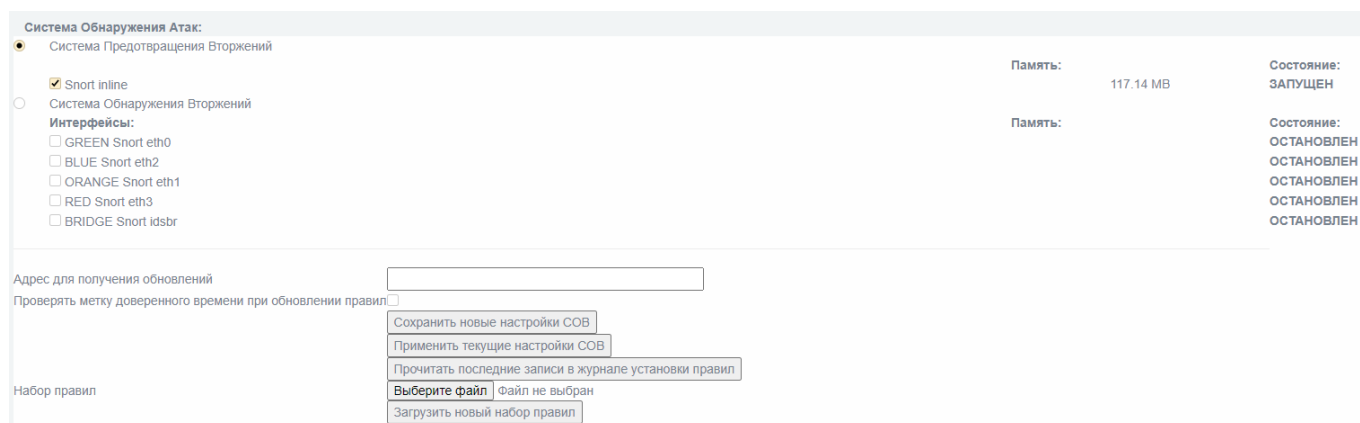 Система Обнаружения Атак:
Система Предотвращения Вторжений
Память: Состояние:
Snort inline 117.14 MB ЗАПУЩЕН
Система Обнаружения Вторжений
Интерфейсы: Память: Состояние:
GREEN Snort eth0 ОСТАНОВЛЕН
BLUE Snort eth2 ОСТАНОВЛЕН
ORANGE Snort eth1 ОСТАНОВЛЕН
RED Snort eth3 ОСТАНОВЛЕН
BRIDGE Snort idsbr ОСТАНОВЛЕН
Адрес для получения обновлений
Проверять метку доверенного времени при обновлении правил
Сохранить новые настройки СОВ
Применить текущие настройки СОВ
Прочитать последние записи в журнале установки правил
Набор правил Выберите файл Файл не выбран
Загрузить новый набор правил